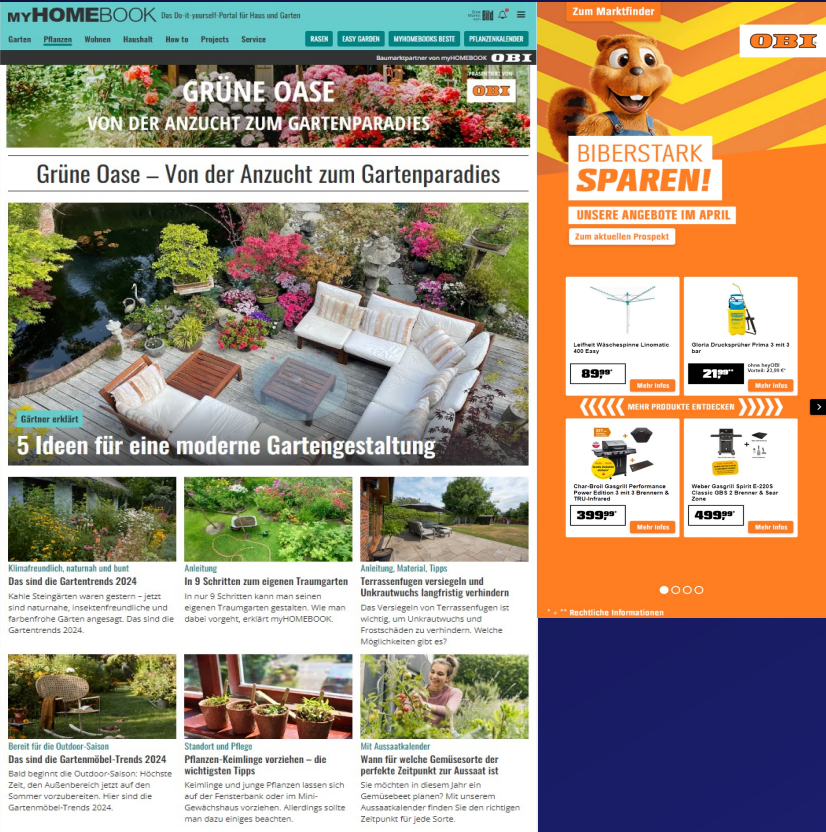 MYHOMEBOOK Das Do-it-yourself-Portal für Haus und Garten
Garten Pflanzen Wohnen Haushalt How to Projects Service RASEN EASY GARDEN MYHOMEBOOKS BESTE PFLANZENKALENDER
Baumarktpartner von myHOMEBOOK OBI
PRÄSENTIERT VON
OBI
GRÜNE OASE
VON DER ANZUCHT ZUM GARTENPARADIES
Grüne Oase – Von der Anzucht zum Gartenparadies
Gärtner erklärt
5 Ideen für eine moderne Gartengestaltung
Klimafreundlich, naturnah und bunt
Das sind die Gartentrends 2024
Kahle Steingärten waren gestern – jetzt
sind naturnahe, insektenfreundliche und
farbenfrohe Gärten angesagt. Das sind die
Gartentrends 2024.
Anleitung
In 9 Schritten zum eigenen Traumgarten
In nur 9 Schritten kann man seinen
eigenen Traumgarten gestalten. Wie man
dabei vorgeht, erklärt myHOMEBOOK.
Anleitung, Material, Tipps
Terrassenfugen versiegeln und
Unkrautwuchs langfristig verhindern
Das Versiegeln von Terrassenfugen ist
wichtig, um Unkrautwuchs und
Frostschäden zu verhindern. Welche
Möglichkeiten gibt es?
Bereit für die Outdoor-Saison
Das sind die Gartenmöbel-Trends 2024
Bald beginnt die Outdoor-Saison: Höchste
Zeit, den Außenbereich jetzt auf den
Sommer vorzubereiten. Hier sind die
Gartenmöbel-Trends 2024.
Standort und Pflege
Pflanzen-Keimlinge vorziehen – die
wichtigsten Tipps
Keimlinge und junge Pflanzen lassen sich
auf der Fensterbank oder im Mini-
Gewächshaus vorziehen. Allerdings sollte
man dazu einiges beachten.
Mit Aussaatkalender
Wann für welche Gemüsesorte der
perfekte Zeitpunkt zur Aussaat ist
Sie möchten in diesem Jahr ein
Gemüsebeet planen? Mit unserem
Aussaatkalender finden Sie den richtigen
Zeitpunkt für jede Sorte.
Zum Marktfinder
OBI
BIBERSTARK
SPAREN!
UNSERE ANGEBOTE IM APRIL
Zum aktuellen Prospekt
Leifheit Wäschespinne Linomatic
400 Easy
89,99*
Mehr Infos
Gloria Drucksprüher Prima 3 mit 3
bar
21,99**
ohne heyOBI
Vorteil: 23,99 €*
Mehr Infos
MEHR PRODUKTE ENTDECKEN
Char-Broil Gasgrill Performance
Power Edition 3 mit 3 Brennern &
TRU-Infrared
399,99*
Mehr Infos
Weber Gasgrill Spirit E-220S
Classic GBS 2 Brenner & Sear
Zone
499,99*
Mehr Infos
* + ** Rechtliche Informationen